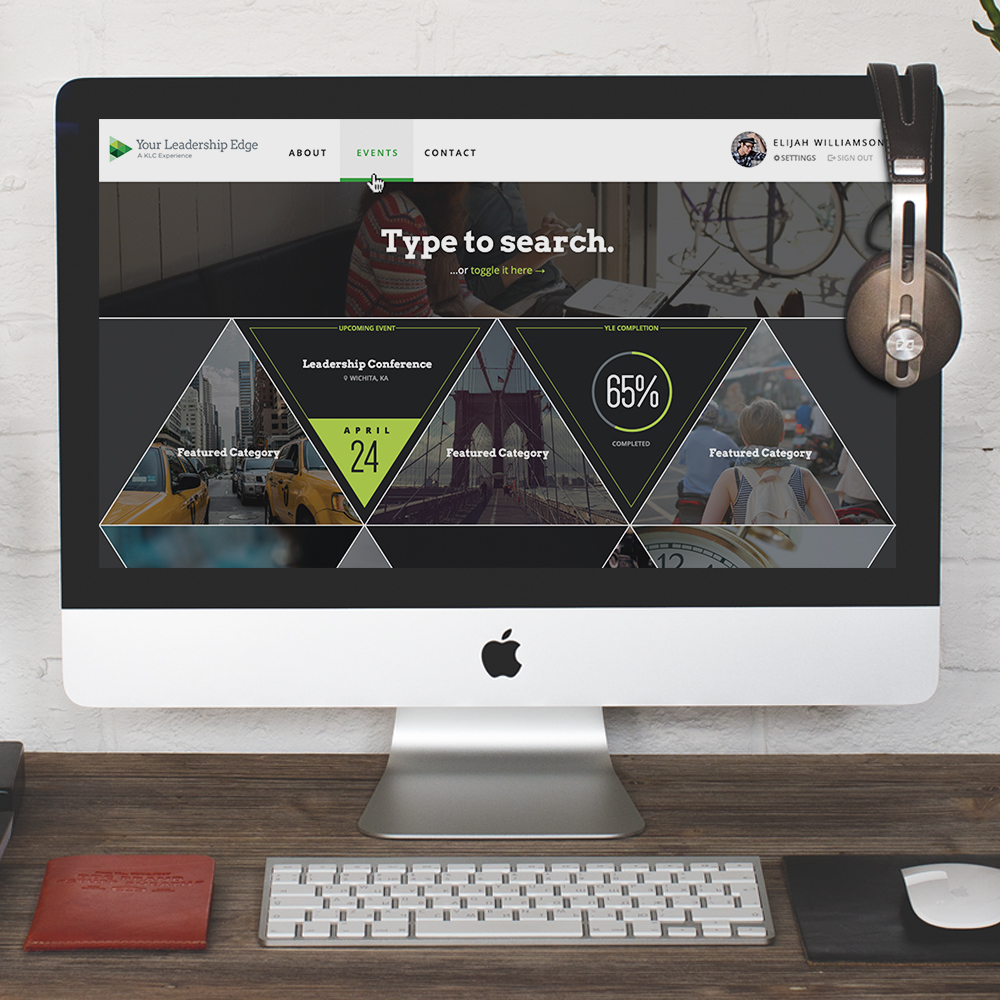 Your Leadership Edge
A KLC Experience
ABOUT
EVENTS
CONTACT
ELIJAH WILLIAMSON
SETTINGS
SIGN OUT
Type to search.
...or toggle it here →
UPCOMING EVENT
Leadership Conference
WICHITA, KA
APRIL
24
YLE COMPLETION
65%
COMPLETED
Featured Category
Featured Category
Featured Category
12